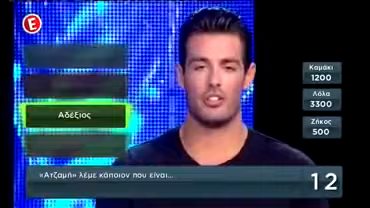 E
Αδέξιος
Καμάκι
1200
Λόλα
3300
Ζήκος
500
«Ατζαμή» λέμε κάποιον που είναι...
12